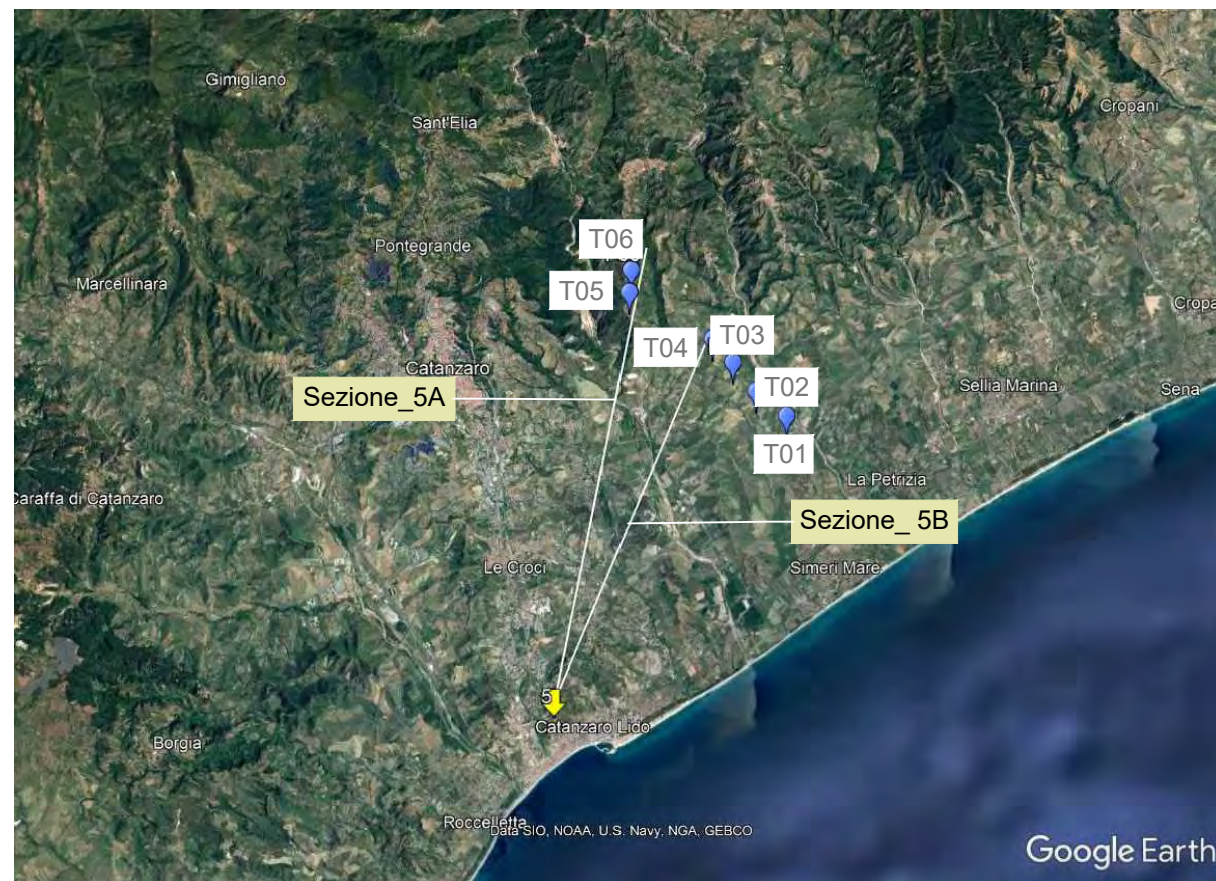 Gimigliano
Cropani
Sant'Elia
T06
Pontegrande
Marcellinara
T05
Cropa
T03
T04
Catanzaro
T02
Sellia Marina
Sena
Sezione_5A
T01
La Petrizia
Caraffa di Catanzaro
Sezione_ 5B
Le Croci
Simeri Mare
5
Catanzaro Lido
Borgia
Roccelletta
Data SIO, NOAA, U.S. Navy, NGA, GEBCO
Google Earth